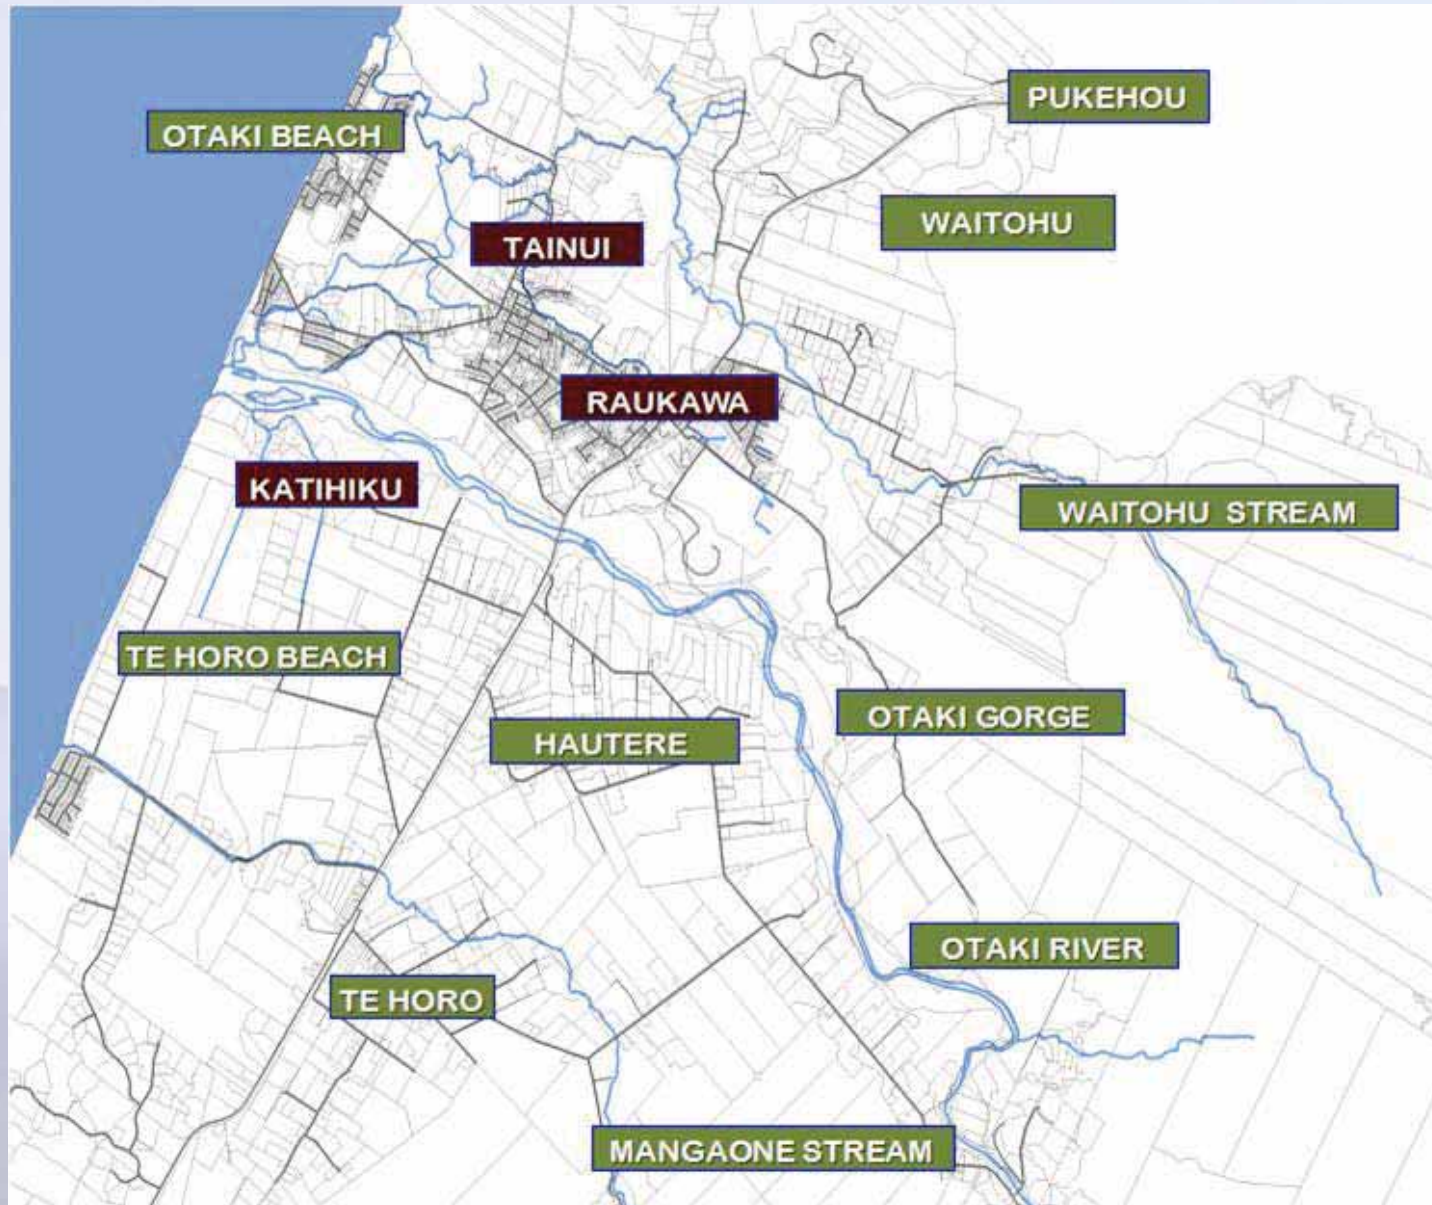 PUKEHOU
OTAKI BEACH
WAITOHU
TAINUI
RAUKAWA
KATIHIKU
WAITOHU STREAM
TE HORO BEACH
OTAKI GORGE
HAUTERE
OTAKI RIVER
TE HORO
MANGAONE STREAM